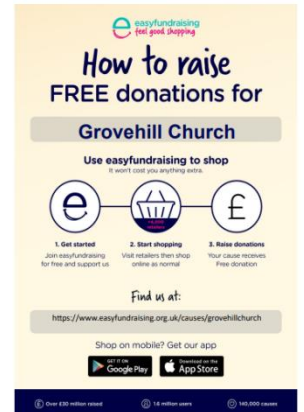 easyfundraising
feel good shopping
How to raise
FREE donations for
Grovehill Church
Use easyfundraising to shop
It won't cost you anything extra.
1. Get started
Join easyfundraising
for free and support us
2. Start shopping
Visit retailers then shop
online as normal
3. Raise donations
Your cause receives
Free donation
Find us at:
https://www.easyfundraising.org.uk/causes/grovehillchurch
Shop on mobile? Get our app
GET IT ON
Google Play
Download on the
App Store
Over £30 million raised
1.8 million users
140,000 causes